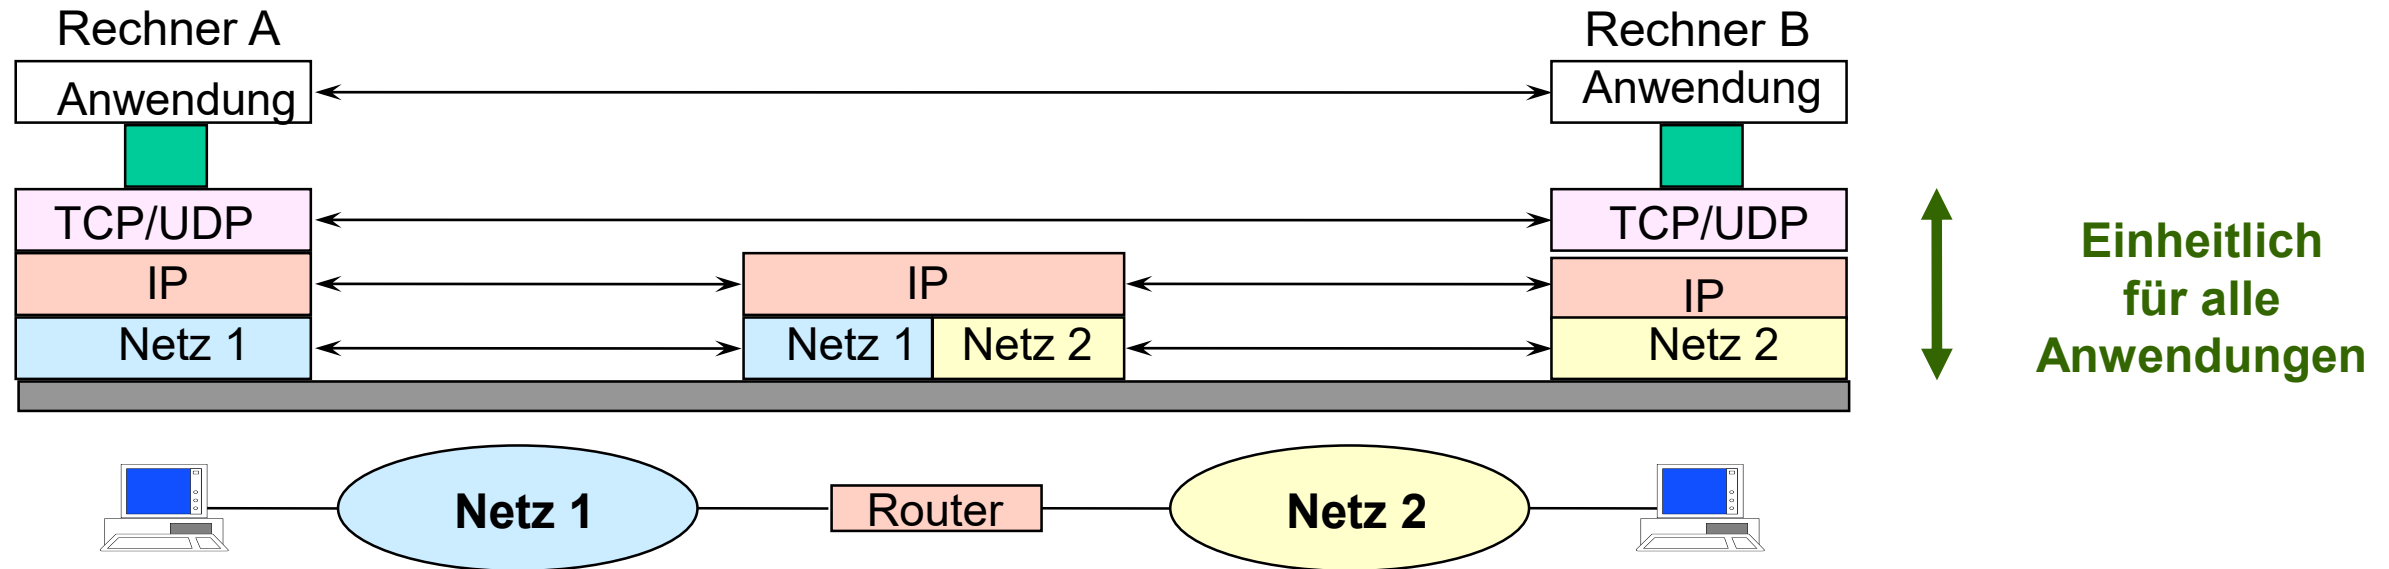 Rechner A
Rechner B
Anwendung
Anwendung
TCP/UDP
TCP/UDP
IP
IP
IP
Netz 1
Netz 1
Netz 2
Netz 2
Einheitlich
für alle
Anwendungen
Netz 1
Router
Netz 2